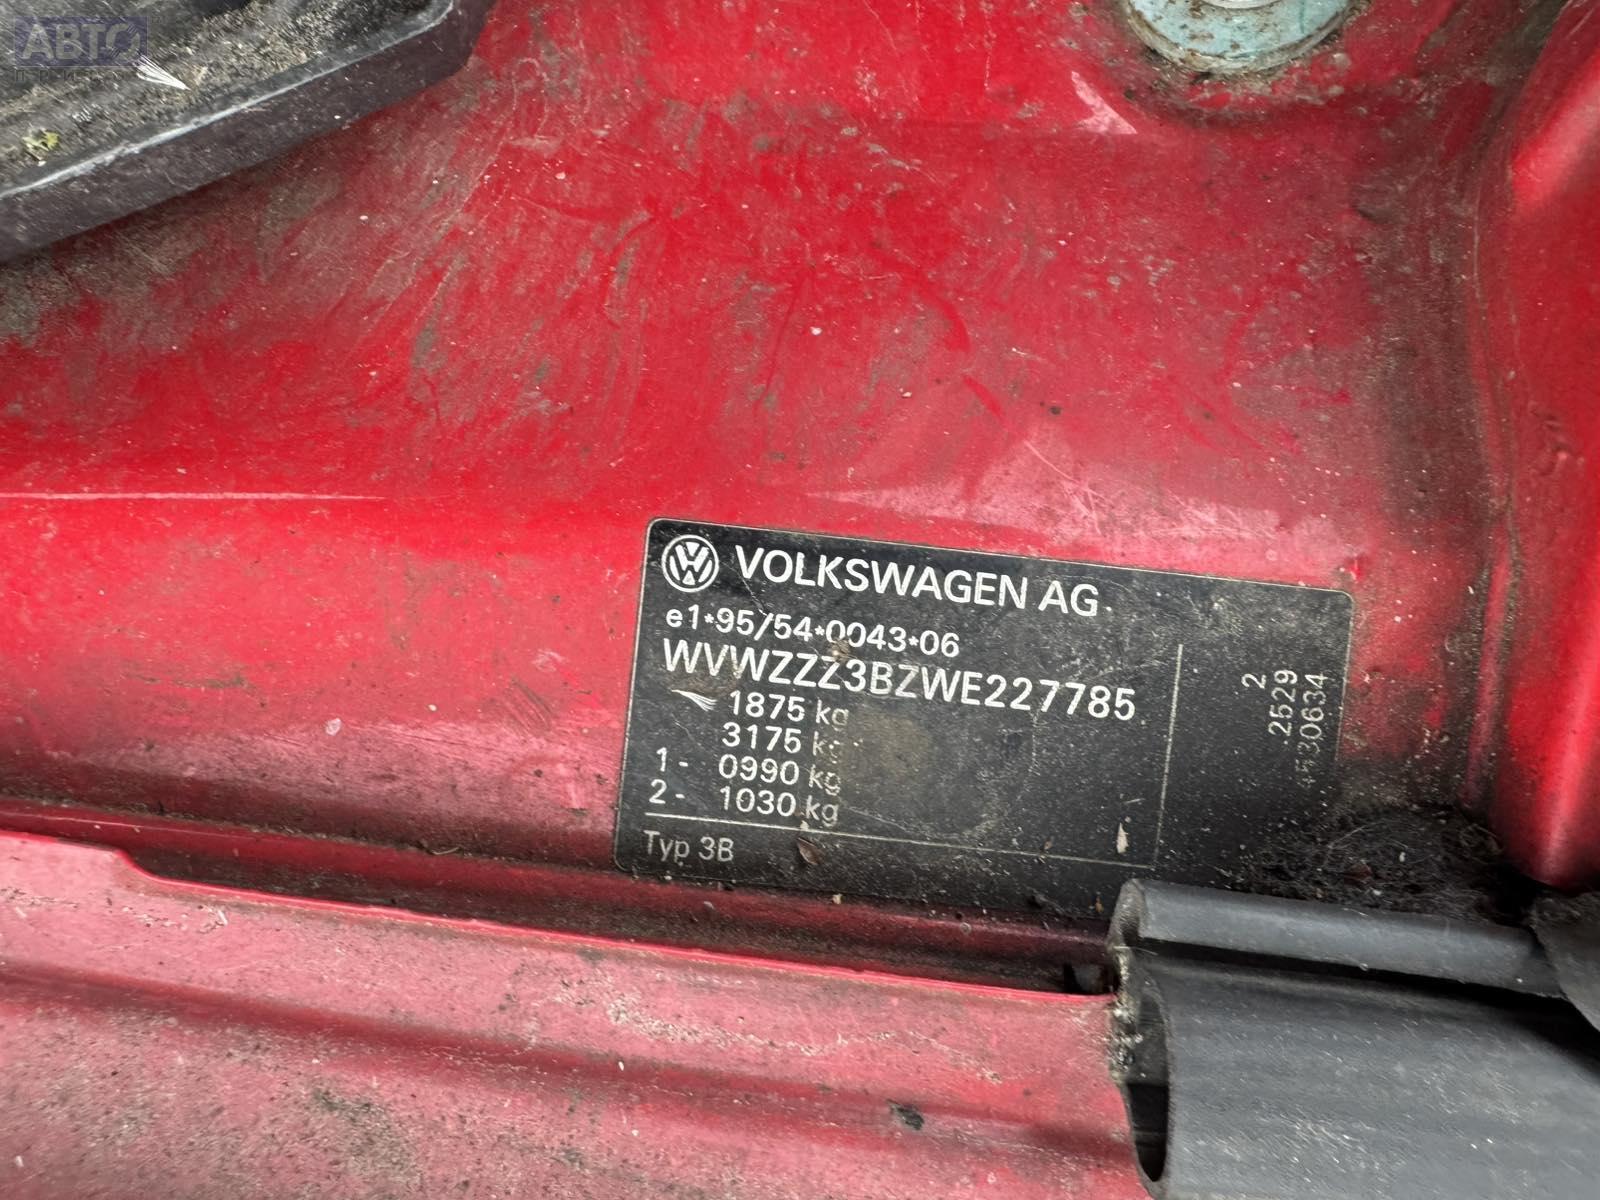 АВТО
VOLKSWAGEN AG
e1*95/54*0043*06
WVWZZZ3BZWE227785
1875 kg
3175 kg
1- 0990 kg
2- 1030 kg
Typ 3B
2
2529